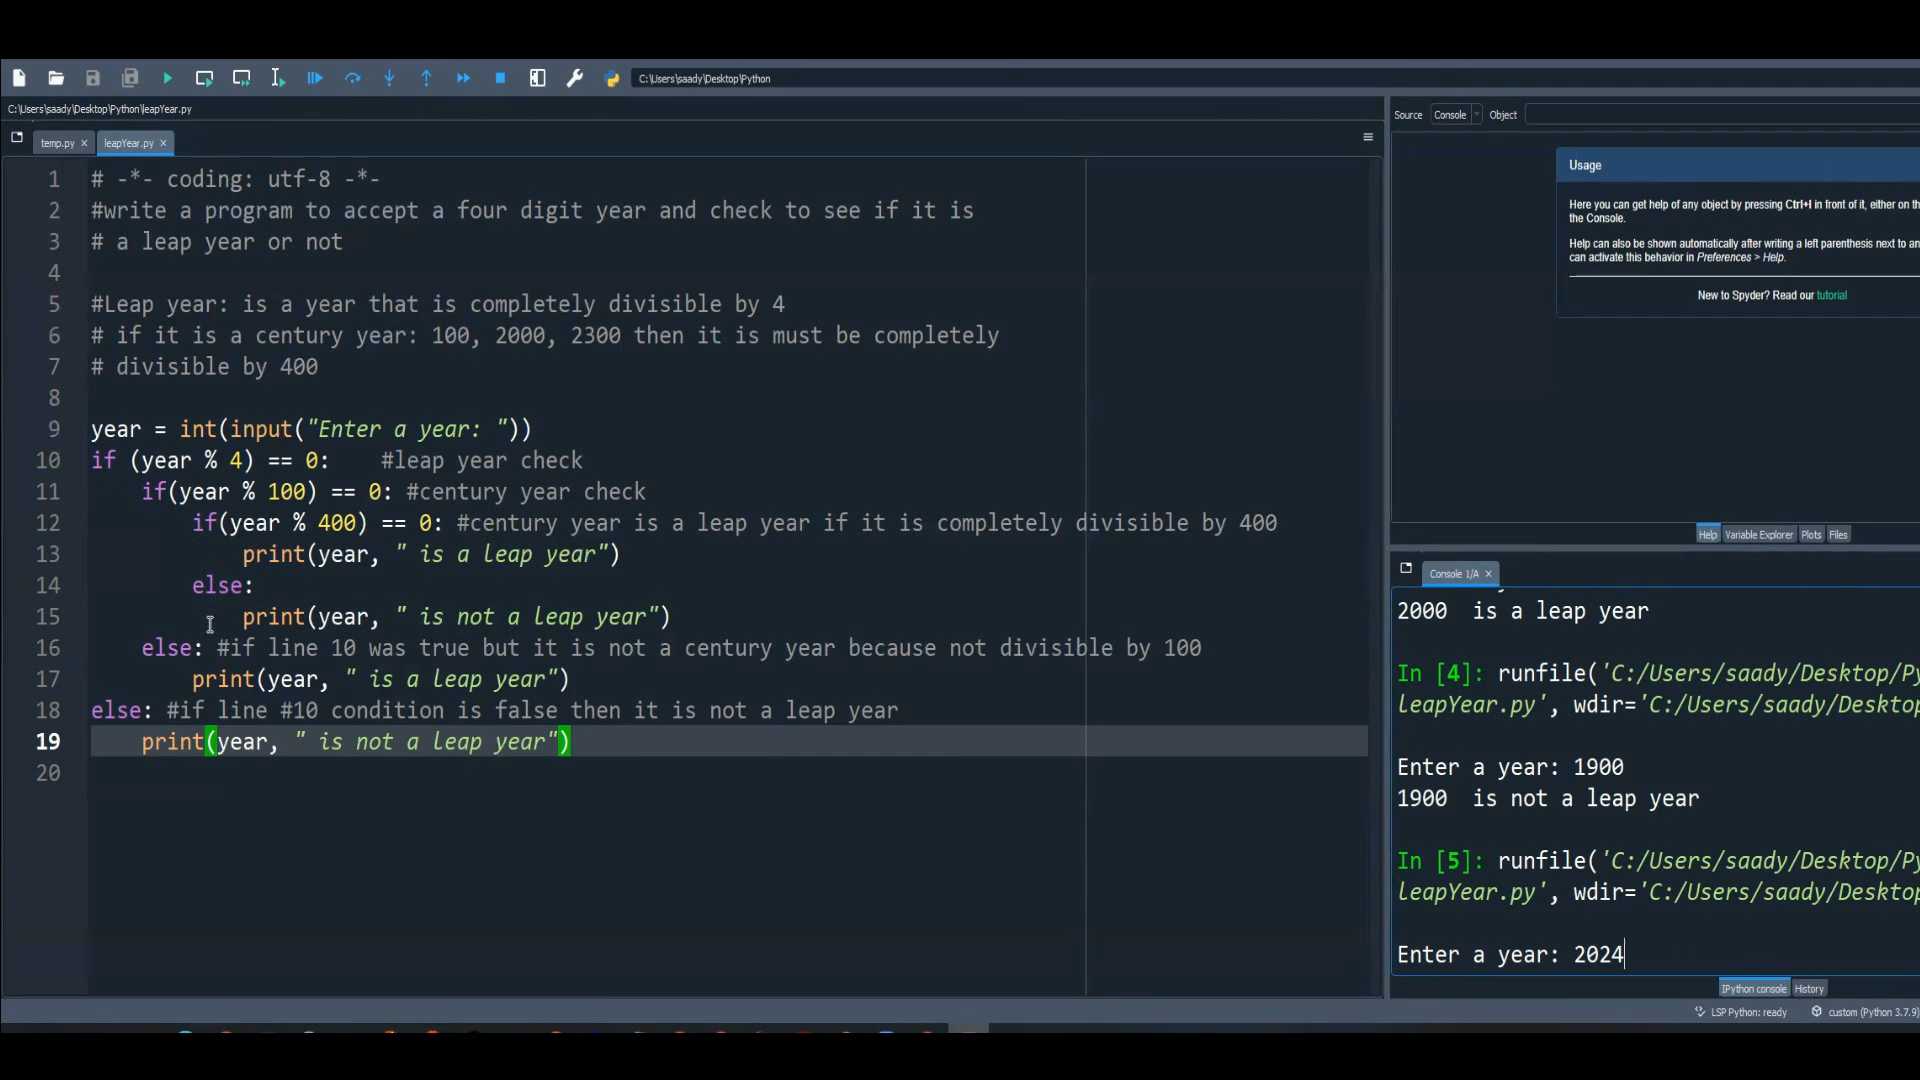 C:\Users\saady\Desktop\Python
C:\Users\saady\Desktop\Python\leapYear.py
temp.py
leapYear.py
1 # -*- coding: utf-8 -*-
2 #write a program to accept a four digit year and check to see if it is
3 # a leap year or not
4
5 #Leap year: is a year that is completely divisible by 4
6 # if it is a century year: 100, 2000, 2300 then it is must be completely
7 # divisible by 400
8
9 year = int(input("Enter a year: "))
10 if (year % 4) == 0:    #leap year check
11     if(year % 100) == 0: #century year check
12         if(year % 400) == 0: #century year is a leap year if it is completely divisible by 400
13             print(year, " is a leap year")
14         else:
15             print(year, " is not a leap year")
16     else: #if line 10 was true but it is not a century year because not divisible by 100
17         print(year, " is a leap year")
18 else: #if line #10 condition is false then it is not a leap year
19     print(year, " is not a leap year")
20
Source Console Object
Usage
Here you can get help of any object by pressing Ctrl+I in front of it, either on th
the Console.
Help can also be shown automatically after writing a left parenthesis next to an
can activate this behavior in Preferences > Help.
New to Spyder? Read our tutorial
Help Variable Explorer Plots Files
Console 1/A
2000  is a leap year
In [4]: runfile('C:/Users/saady/Desktop/Py
leapYear.py', wdir='C:/Users/saady/Desktop
Enter a year: 1900
1900  is not a leap year
In [5]: runfile('C:/Users/saady/Desktop/Py
leapYear.py', wdir='C:/Users/saady/Desktop
Enter a year: 2024
IPython console History
LSP Python: ready custom (Python 3.7.9)